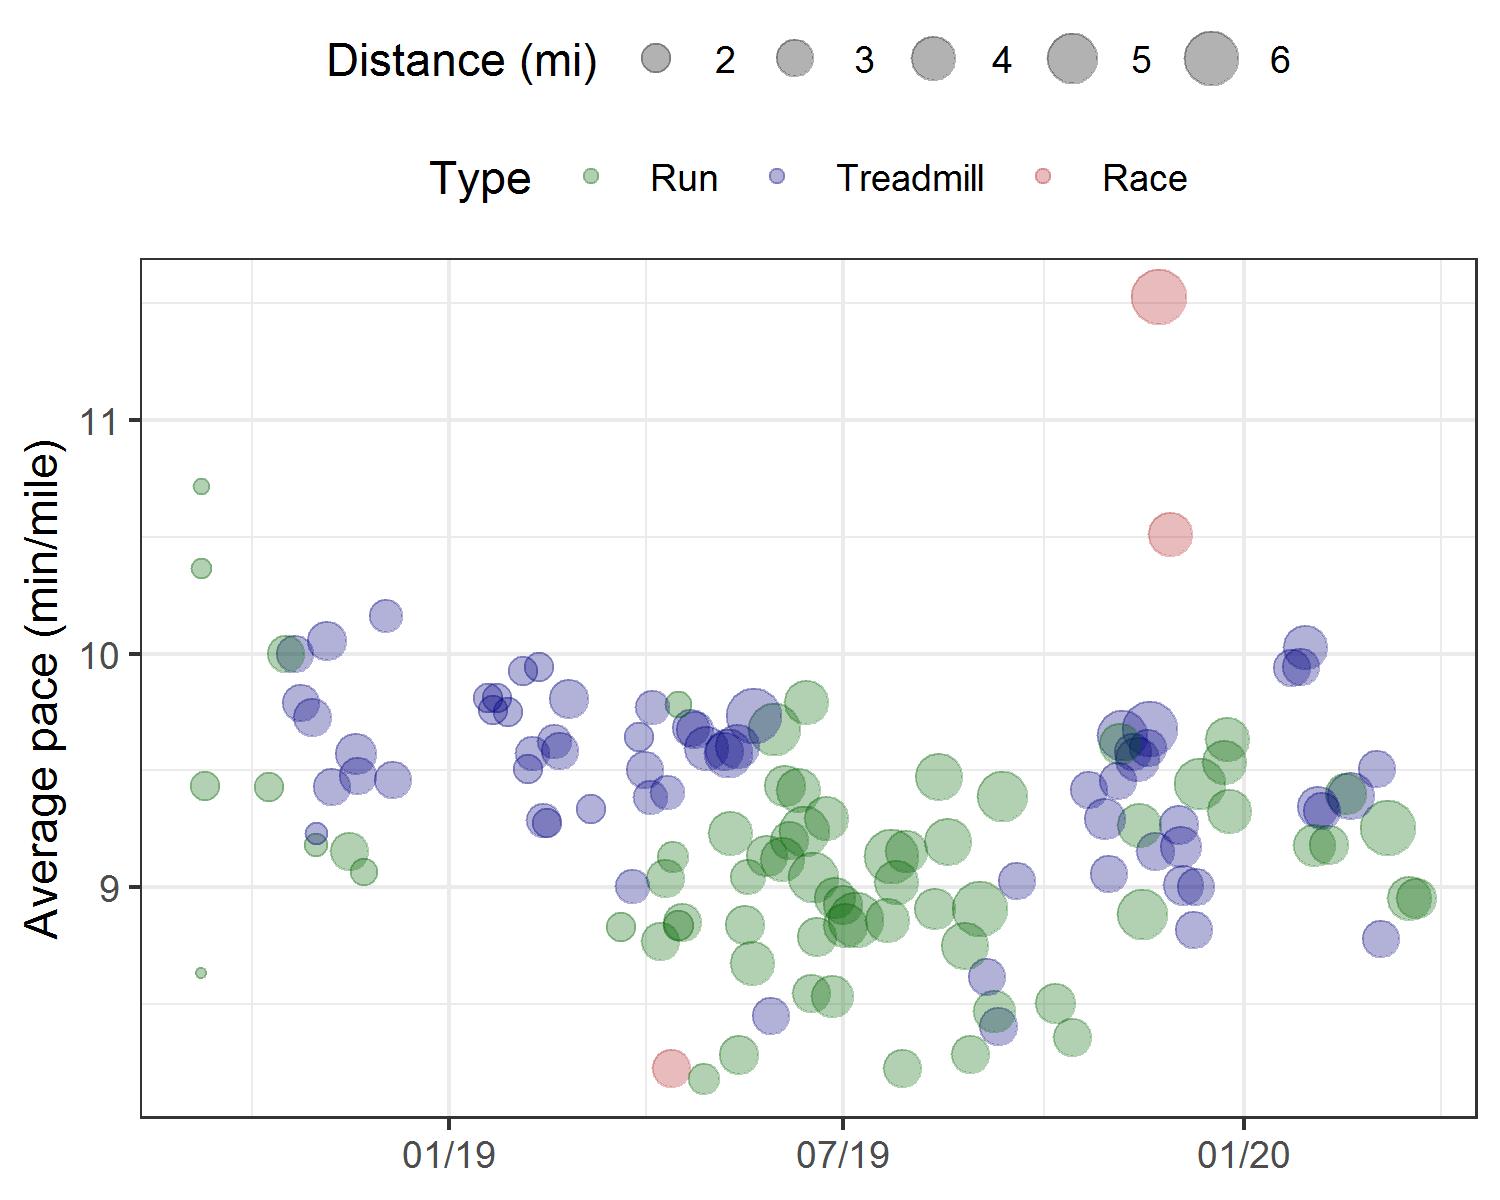 Distance (mi) 2 3 4 5 6
Type Run Treadmill Race
Average pace (min/mile)
11
10
9
01/19 07/19 01/20